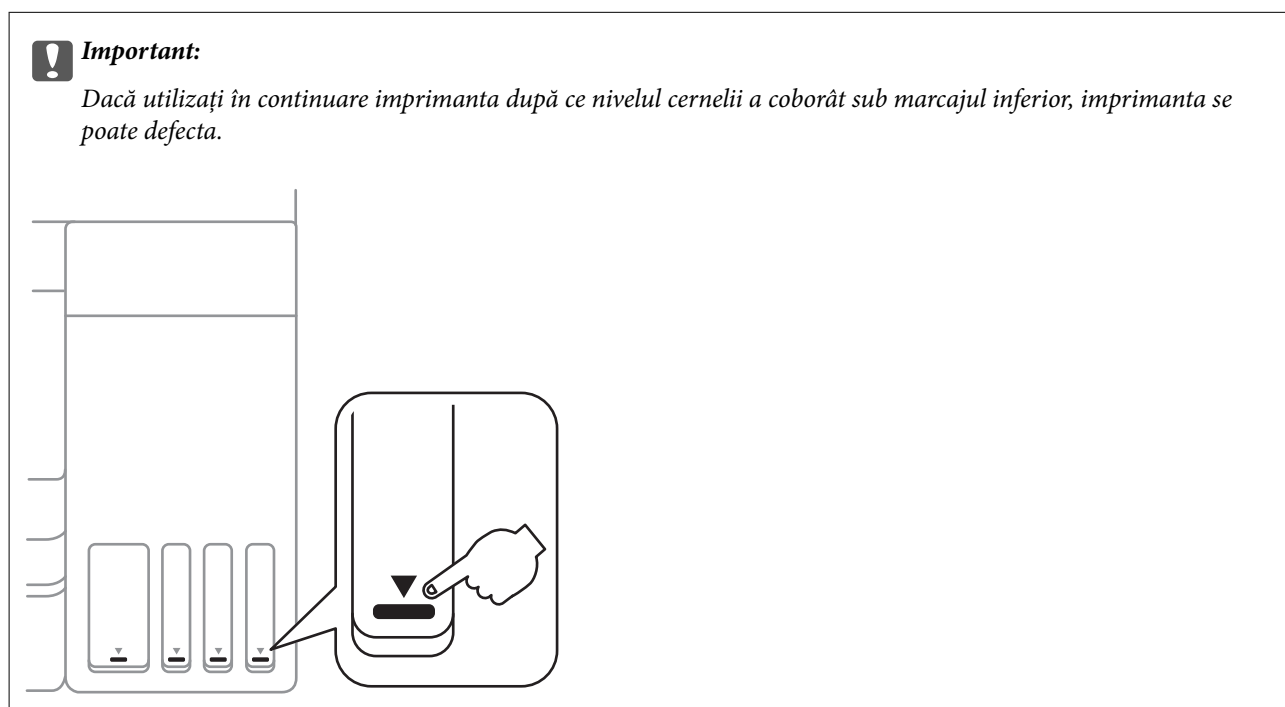 Important:
Dacă utilizați în continuare imprimanta după ce nivelul cernelii a coborât sub marcajul inferior, imprimanta se
poate defecta.